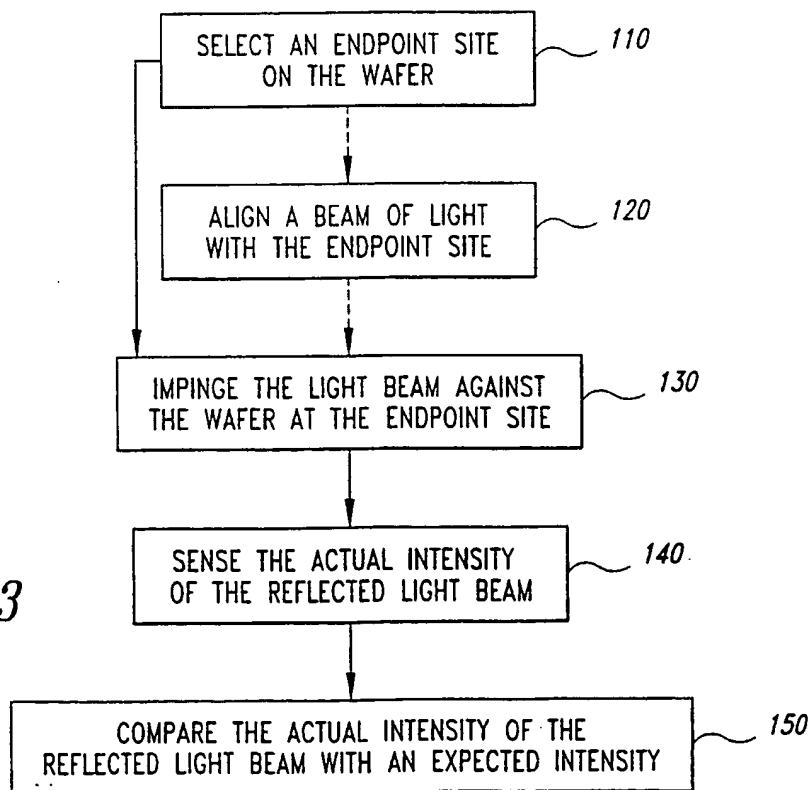 SELECT AN ENDPOINT SITE
ON THE WAFER
110
ALIGN A BEAM OF LIGHT
WITH THE ENDPOINT SITE
120
IMPINGE THE LIGHT BEAM AGAINST
THE WAFER AT THE ENDPOINT SITE
130
SENSE THE ACTUAL INTENSITY
OF THE REFLECTED LIGHT BEAM
140
3
COMPARE THE ACTUAL INTENSITY OF THE
REFLECTED LIGHT BEAM WITH AN EXPECTED INTENSITY
150